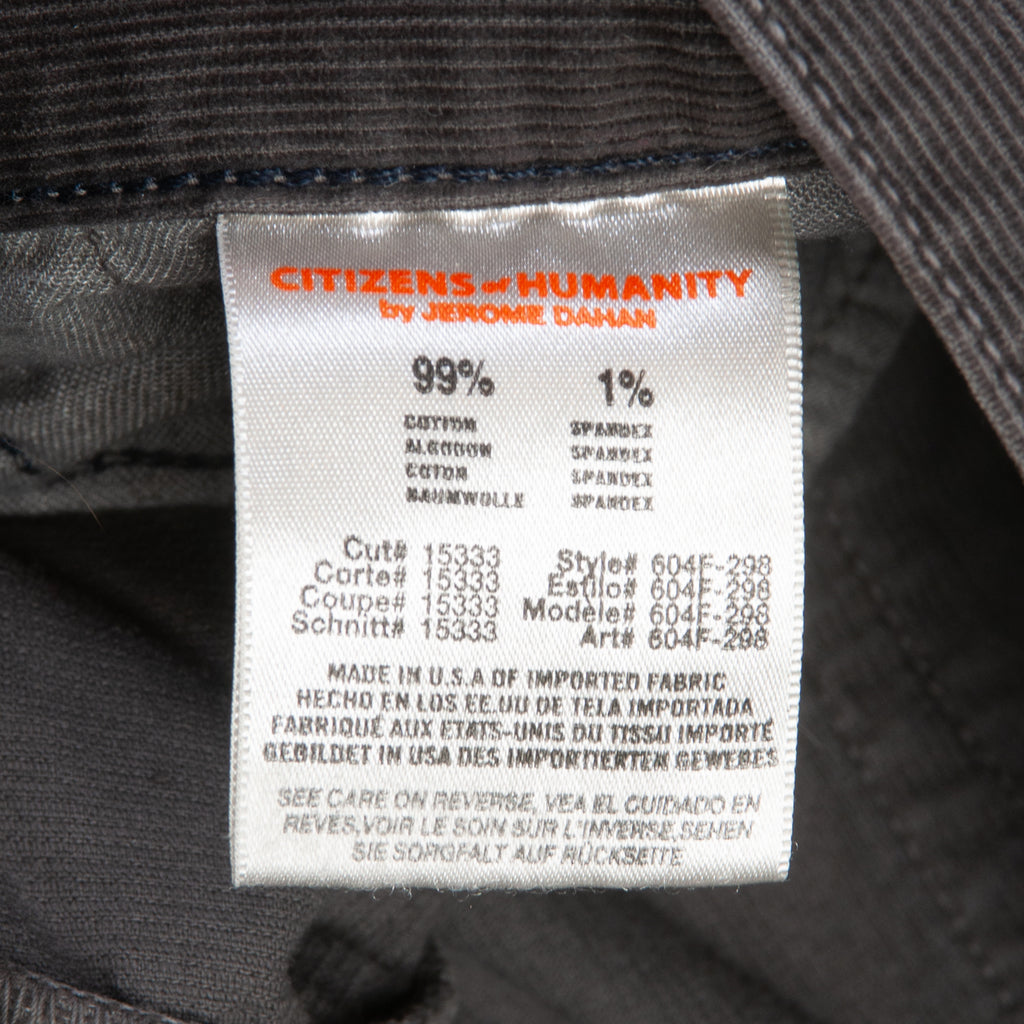 CITIZENS of HUMANITY
by JEROME DAHAN
99% 1%
COTTON SPANDEX
ALGODON SPANDEX
COTON SPANDEX
BAUMWOLLE SPANDEX
Cut# 15333 Style# 604F-298
Corte# 15333 Estilo# 604F-298
Coupe# 15333 Modele# 604F-298
Schnitt# 15333 Art# 604F-298
MADE IN U.S.A OF IMPORTED FABRIC
HECHO EN LOS EE.UU DE TELA IMPORTADA
FABRIQUÉ AUX ETATS-UNIS DU TISSU IMPORTÉ
GEBILDET IN USA DES IMPORTIERTEN GEWEBES
SEE CARE ON REVERSE, VEA EL CUIDADO EN
REVES,VOIR LE SOIN SUR L'INVERSE,SEHEN
SIE SORGFALT AUF RÜCKSEITE